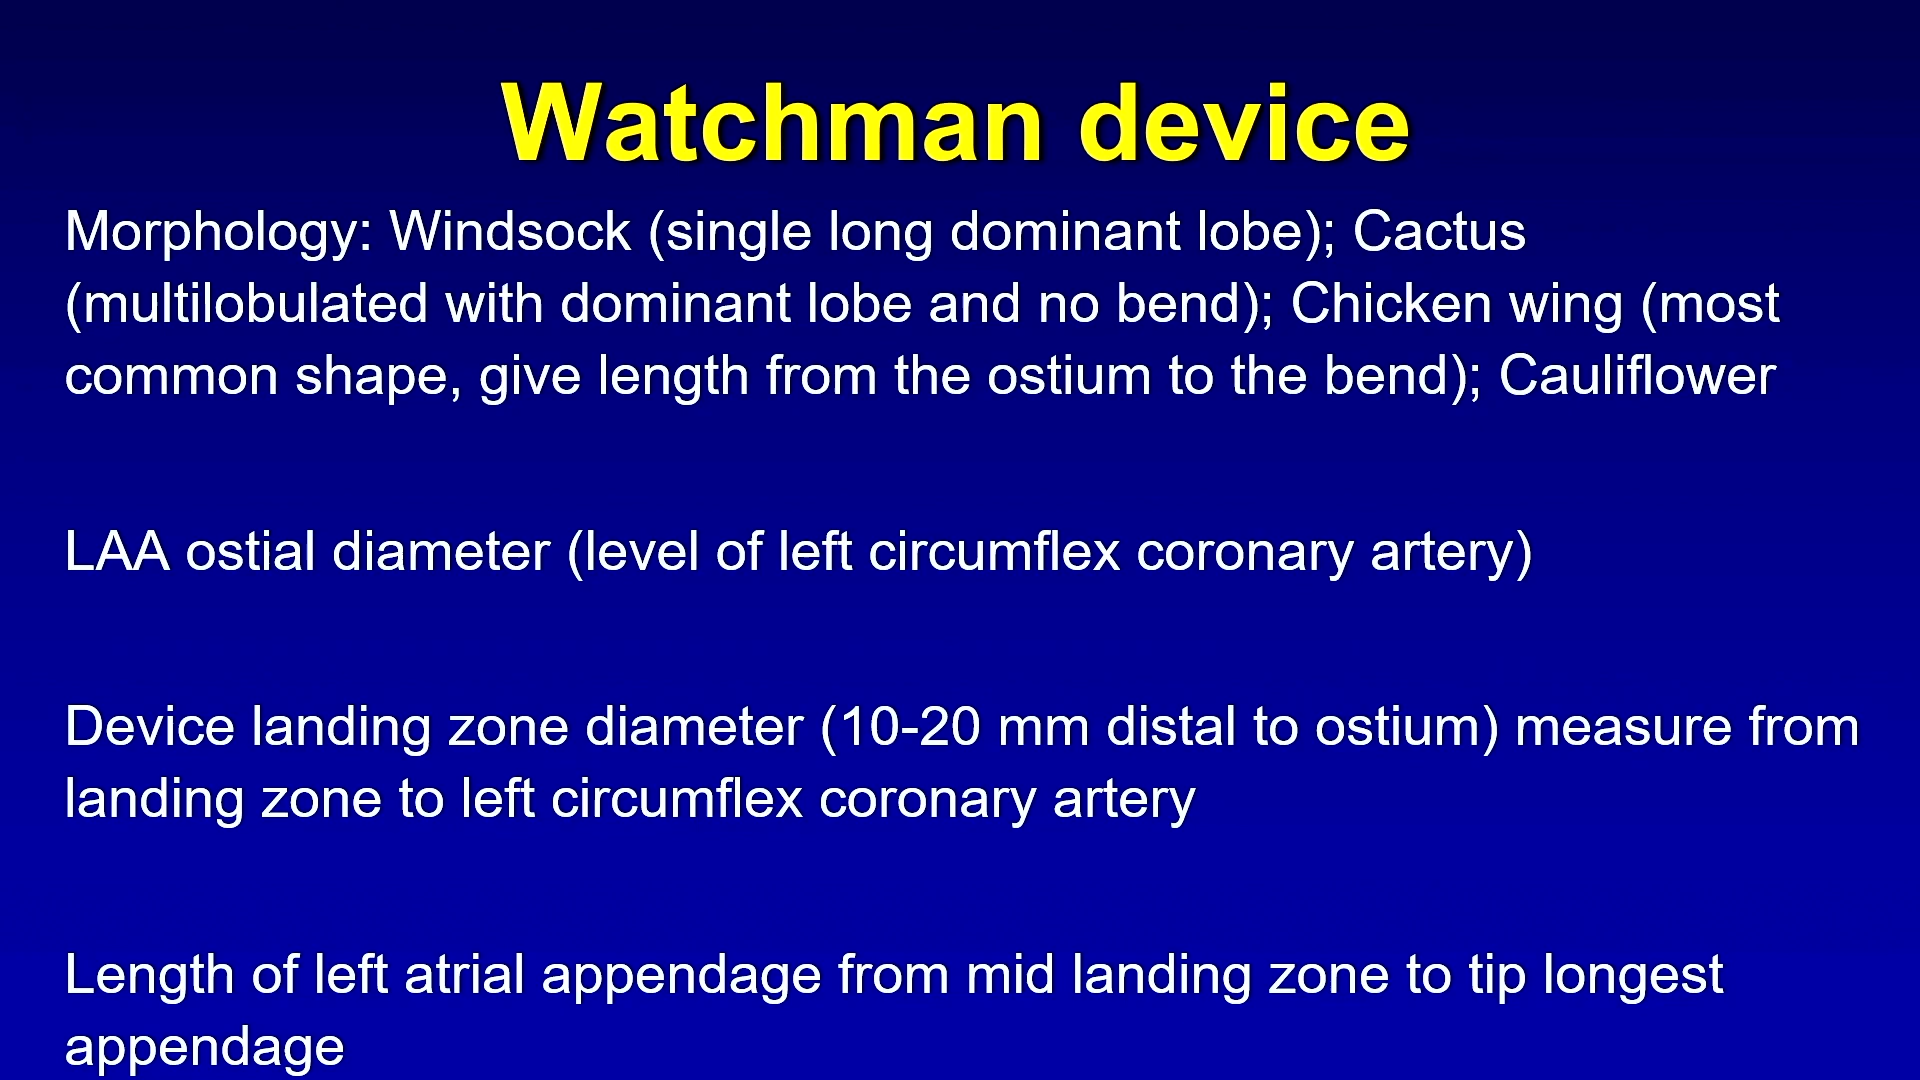 Watchman device
Morphology: Windsock (single long dominant lobe); Cactus
(multilobulated with dominant lobe and no bend); Chicken wing (most
common shape, give length from the ostium to the bend); Cauliflower
LAA ostial diameter (level of left circumflex coronary artery)
Device landing zone diameter (10-20 mm distal to ostium) measure from
landing zone to left circumflex coronary artery
Length of left atrial appendage from mid landing zone to tip longest
appendage